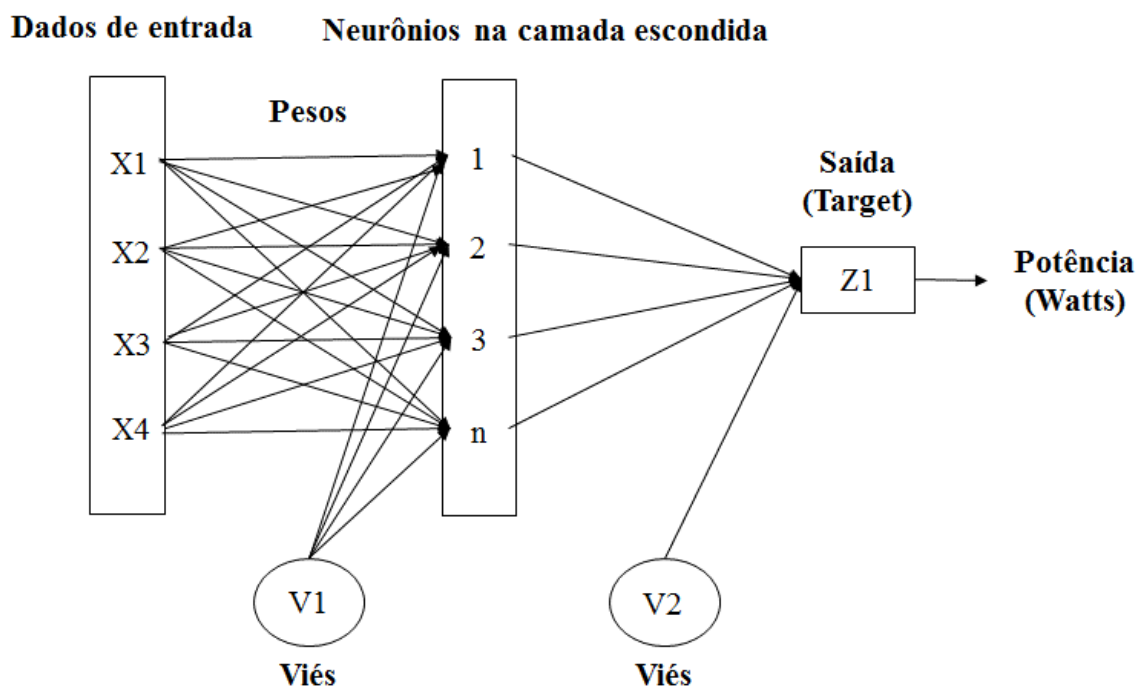 Dados de entrada
Neurônios na camada escondida
Pesos
X1
X2
X3
X4
1
2
3
n
Saída
(Target)
Z1
Potência
(Watts)
V1
Viés
V2
Viés